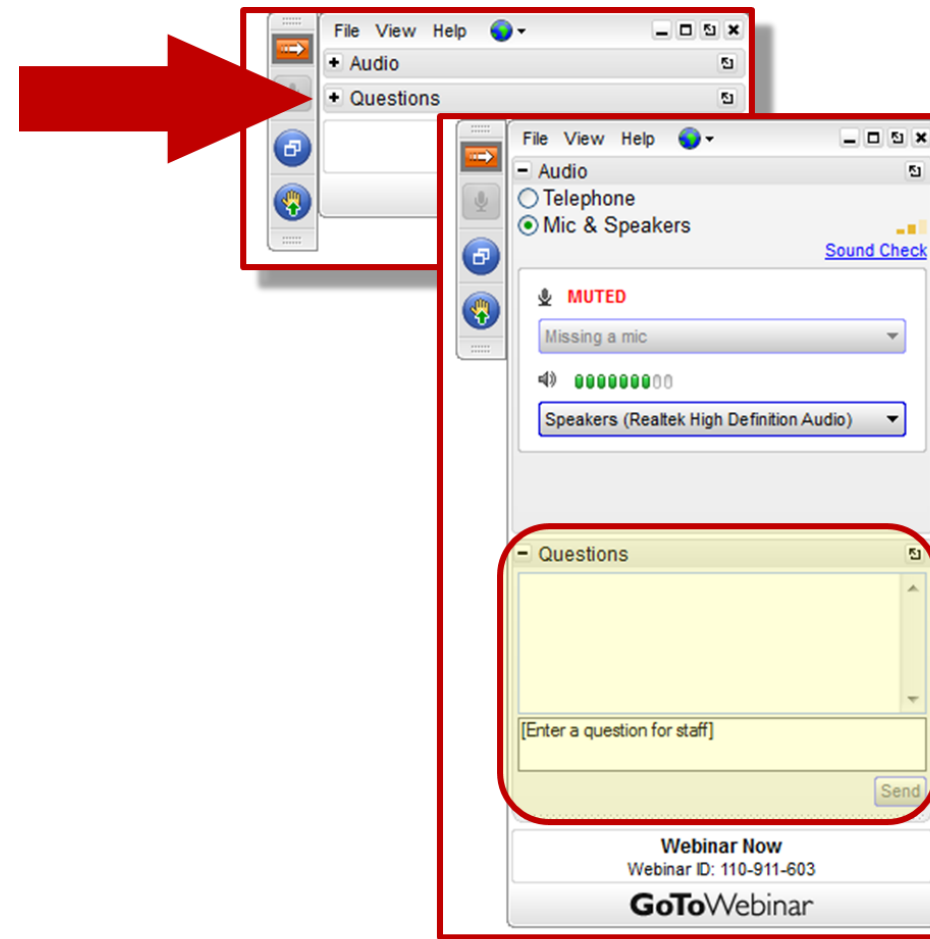 File View Help
+ Audio
+ Questions
File View Help
- Audio
Telephone
Mic & Speakers
Sound Check
MUTED
Missing a mic
Speakers (Realtek High Definition Audio)
- Questions
[Enter a question for staff]
Send
Webinar Now
Webinar ID: 110-911-603
GoToWebinar